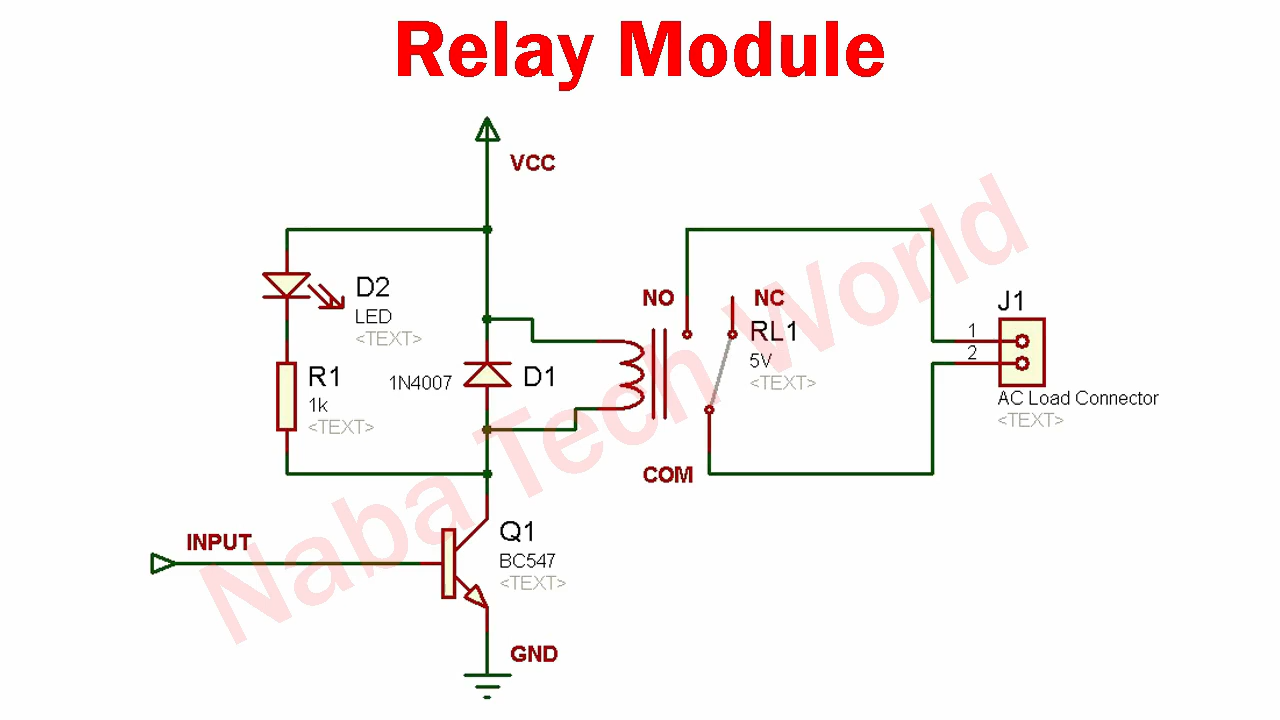 Relay Module
VCC
D2
LED
<TEXT>
R1
1k
<TEXT>
1N4007
D1
NO
NC
RL1
5V
<TEXT>
COM
J1
1
2
AC Load Connector
<TEXT>
INPUT
Q1
BC547
<TEXT>
GND
Naba Tech World